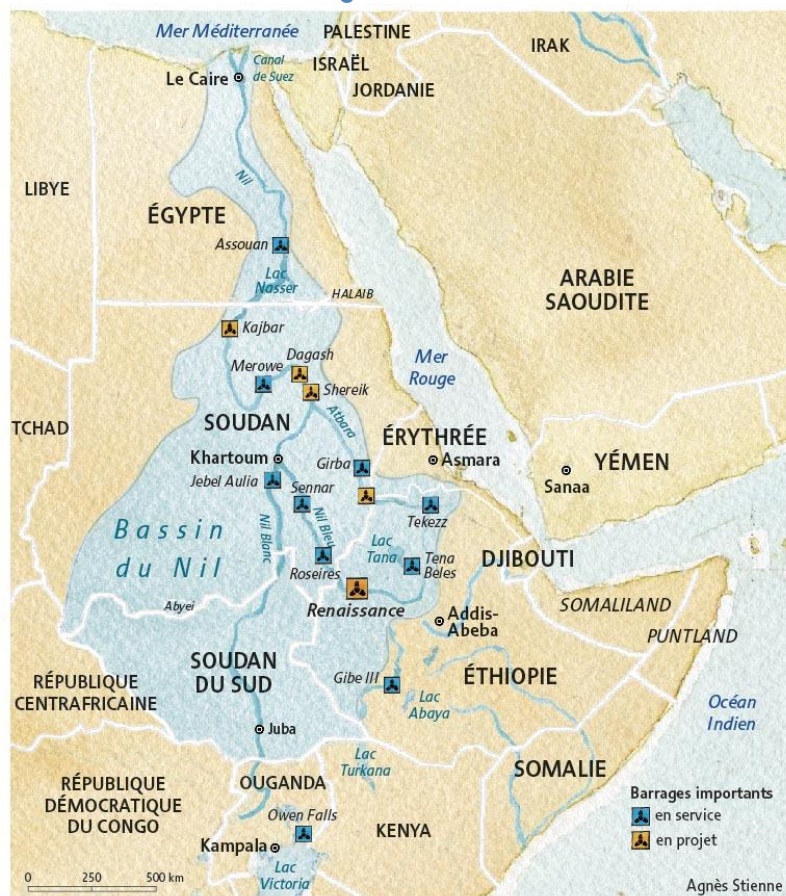 Mer Méditerranée
PALESTINE
IRAK
Canal
de Suez
ISRAËL
Le Caire
JORDANIE
LIBYE
Nil
ÉGYPTE
Assouan
Lac
Nasser
ARABIE
SAOUDITE
HALAIB
Kajbar
Mer
Rouge
Dagash
Merowe
Shereik
SOUDAN
Atbara
TCHAD
ÉRYTHRÉE
Khartoum
Girba
Asmara
YÉMEN
Jebel Aulia
Sennar
Sanaa
Tekezz
Bassin
du Nil
Nil Blanc
Nil Bleu
Lac
Tana
DJIBOUTI
Roseires
Tena
Beles
Renaissance
Abyei
Addis-
Abeba
SOMALILAND
PUNTLAND
SOUDAN
DU SUD
ÉTHIOPIE
RÉPUBLIQUE
CENTRAFRICAINE
Gibe III
Lac
Abaya
Océan
Indien
Juba
Lac
Turkana
SOMALIE
OUGANDA
RÉPUBLIQUE
DÉMOCRATIQUE
DU CONGO
Owen Falls
KENYA
Kampala
Lac
Victoria
Barrages importants
en service
en projet
0 250 500 km
Agnès Stienne